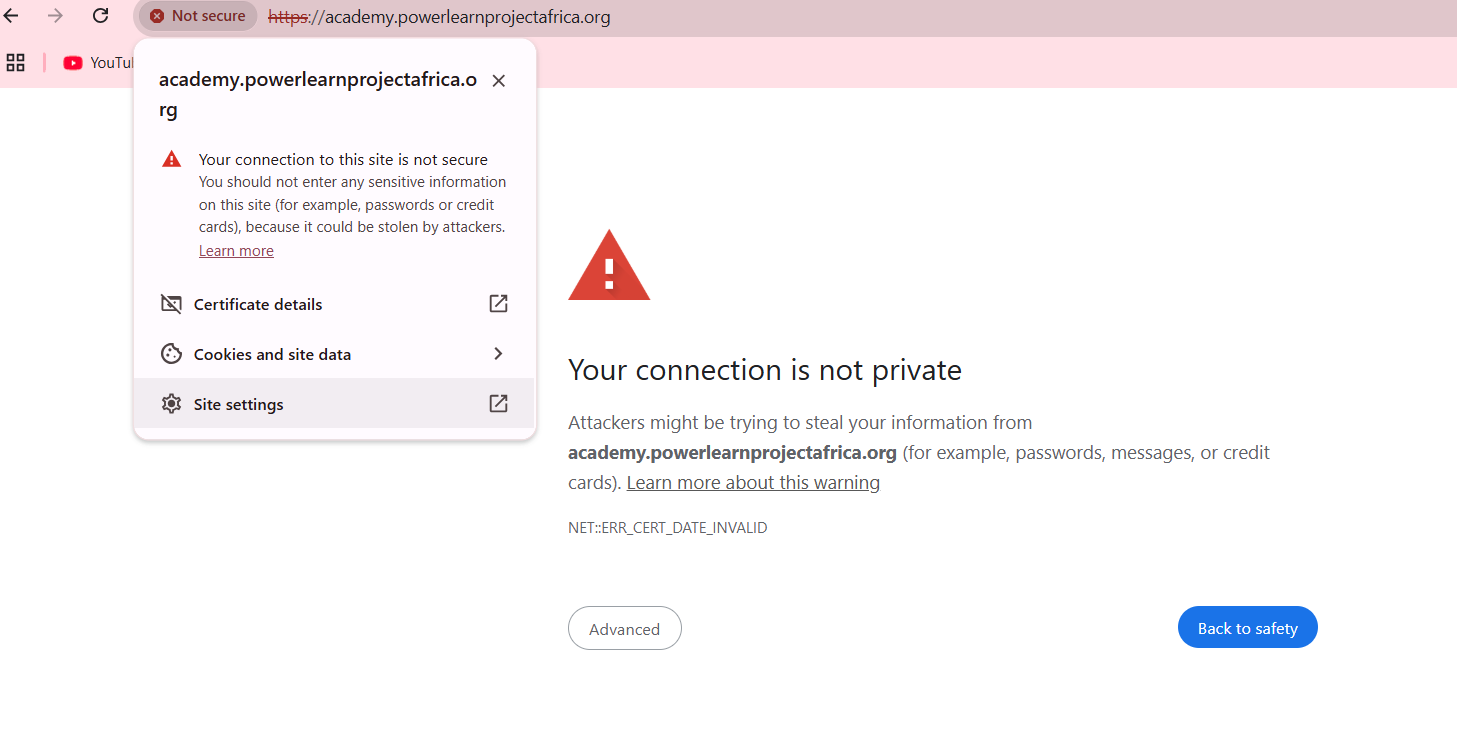 Not secure https://academy.powerlearnprojectafrica.org
YouTu
academy.powerlearnprojectafrica.o
rg
Your connection to this site is not secure
You should not enter any sensitive information
on this site (for example, passwords or credit
cards), because it could be stolen by attackers.
Learn more
Certificate details
Cookies and site data
Site settings
Your connection is not private
Attackers might be trying to steal your information from
academy.powerlearnprojectafrica.org (for example, passwords, messages, or credit
cards). Learn more about this warning
NET::ERR_CERT_DATE_INVALID
Advanced
Back to safety